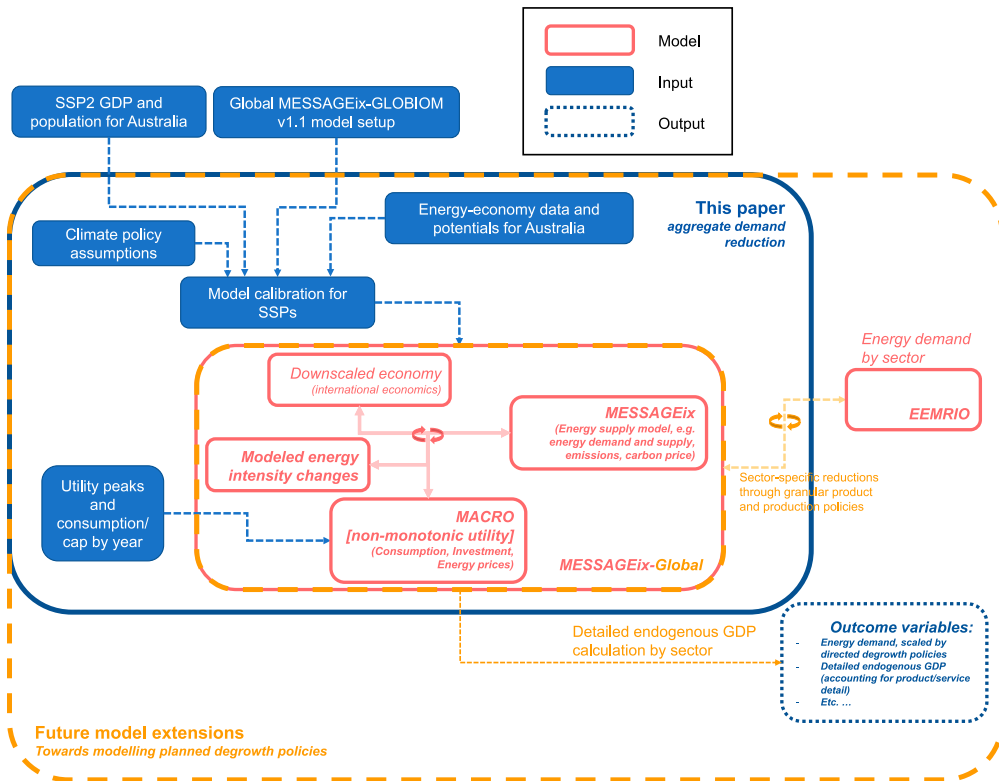 Model
Input
Output
SSP2 GDP and
population for Australia
Global MESSAGEix-GLOBIOM
v1.1 model setup
This paper
aggregate demand
reduction
Climate policy
assumptions
Energy-economy data and
potentials for Australia
Model calibration for
SSPs
Energy demand
by sector
EEMRIO
Downscaled economy
(international economics)
MESSAGEix
(Energy supply model, e.g.
energy demand and supply,
emissions, carbon price)
Modeled energy
intensity changes
Utility peaks
and
consumption/
cap by year
MACRO
[non-monotonic utility]
(Consumption, Investment,
Energy prices)
MESSAGEix-Global
Sector-specific reductions
through granular product
and production policies
Detailed endogenous GDP
calculation by sector
Outcome variables:
- Energy demand, scaled by
directed degrowth policies
- Detailed endogenous GDP
(accounting for product/service
detail)
- Etc. …
Future model extensions
Towards modelling planned degrowth policies